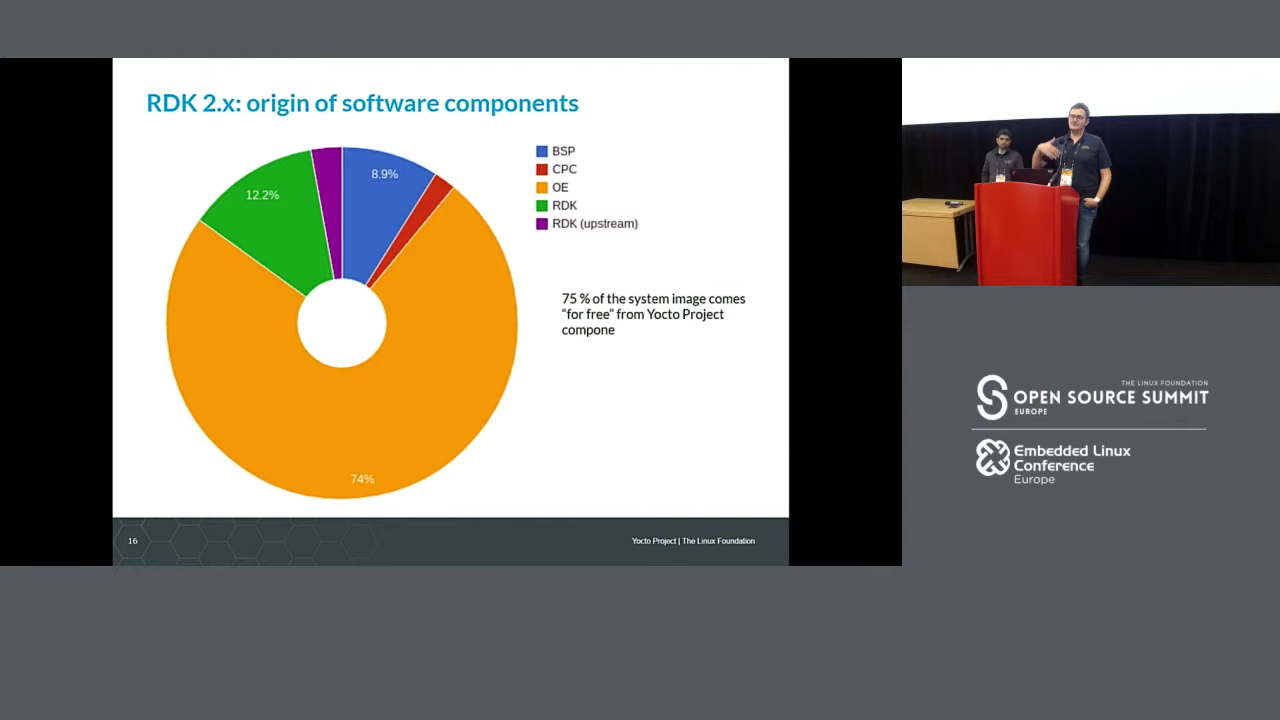 RDK 2.x: origin of software components
BSP
CPC
OE
RDK
RDK (upstream)
8.9%
12.2%
74%
75 % of the system image comes
“for free” from Yocto Project
compone
16
Yocto Project | The Linux Foundation
THE LINUX FOUNDATION
OPEN SOURCE SUMMIT
EUROPE
Embedded Linux
Conference
Europe